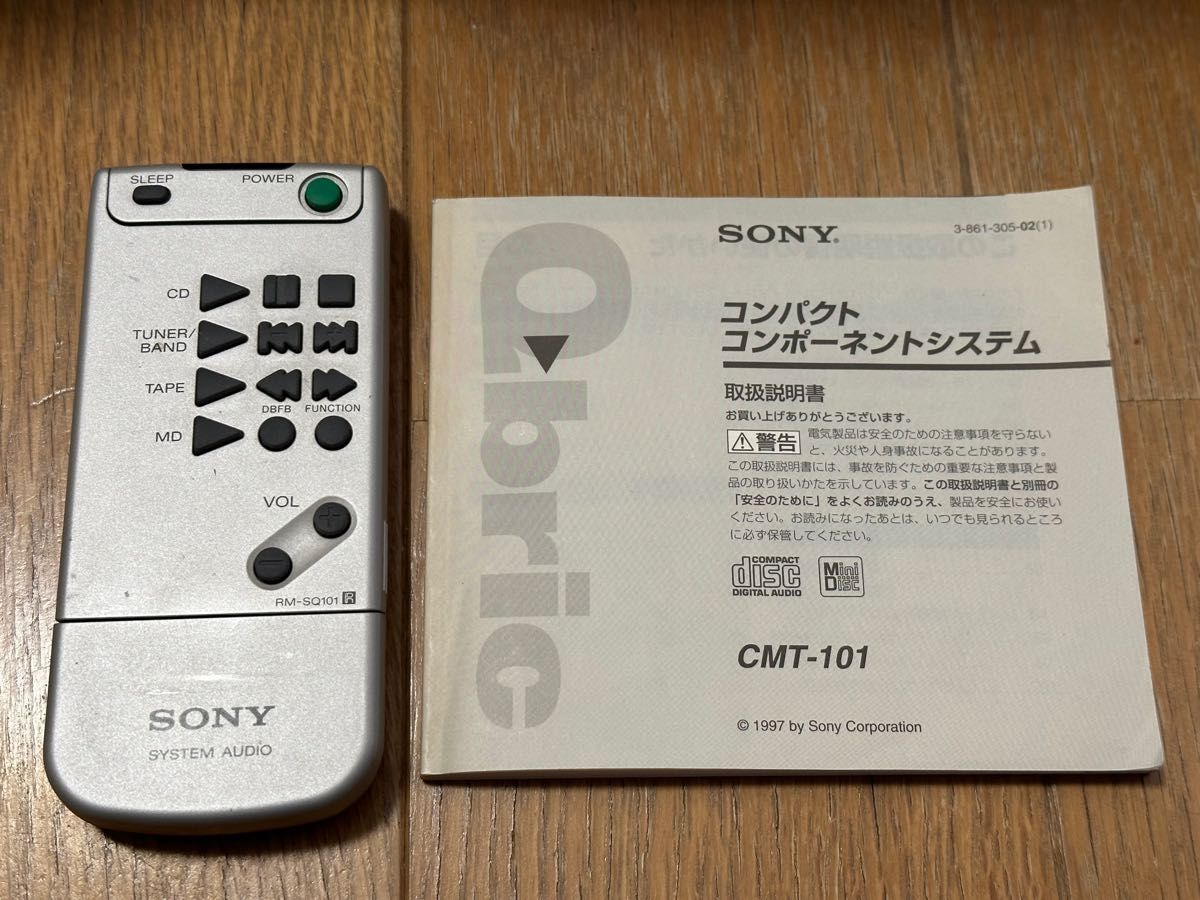 SLEEP
POWER
CD
TUNER/
BAND
TAPE
DBFB FUNCTION
MD
VOL
RM-SQ101 R
SONY
SYSTEM AUDIO
Qbric
SONY®
3-861-305-02(1)
コンパクト
コンポーネントシステム
取扱説明書
お買い上げありがとうございます。
警告
電気製品は安全のための注意事項を守らない
と、火災や人身事故になることがあります。
この取扱説明書には、事故を防ぐための重要な注意事項と製
品の取り扱いかたを示しています。この取扱説明書と別冊の
「安全のために」をよくお読みのうえ、製品を安全にお使い
ください。お読みになったあとは、いつでも見られるところ
に必ず保管してください。
COMPACT
disc
DIGITAL AUDIO
Mini
Disc
CMT-101
© 1997 by Sony Corporation